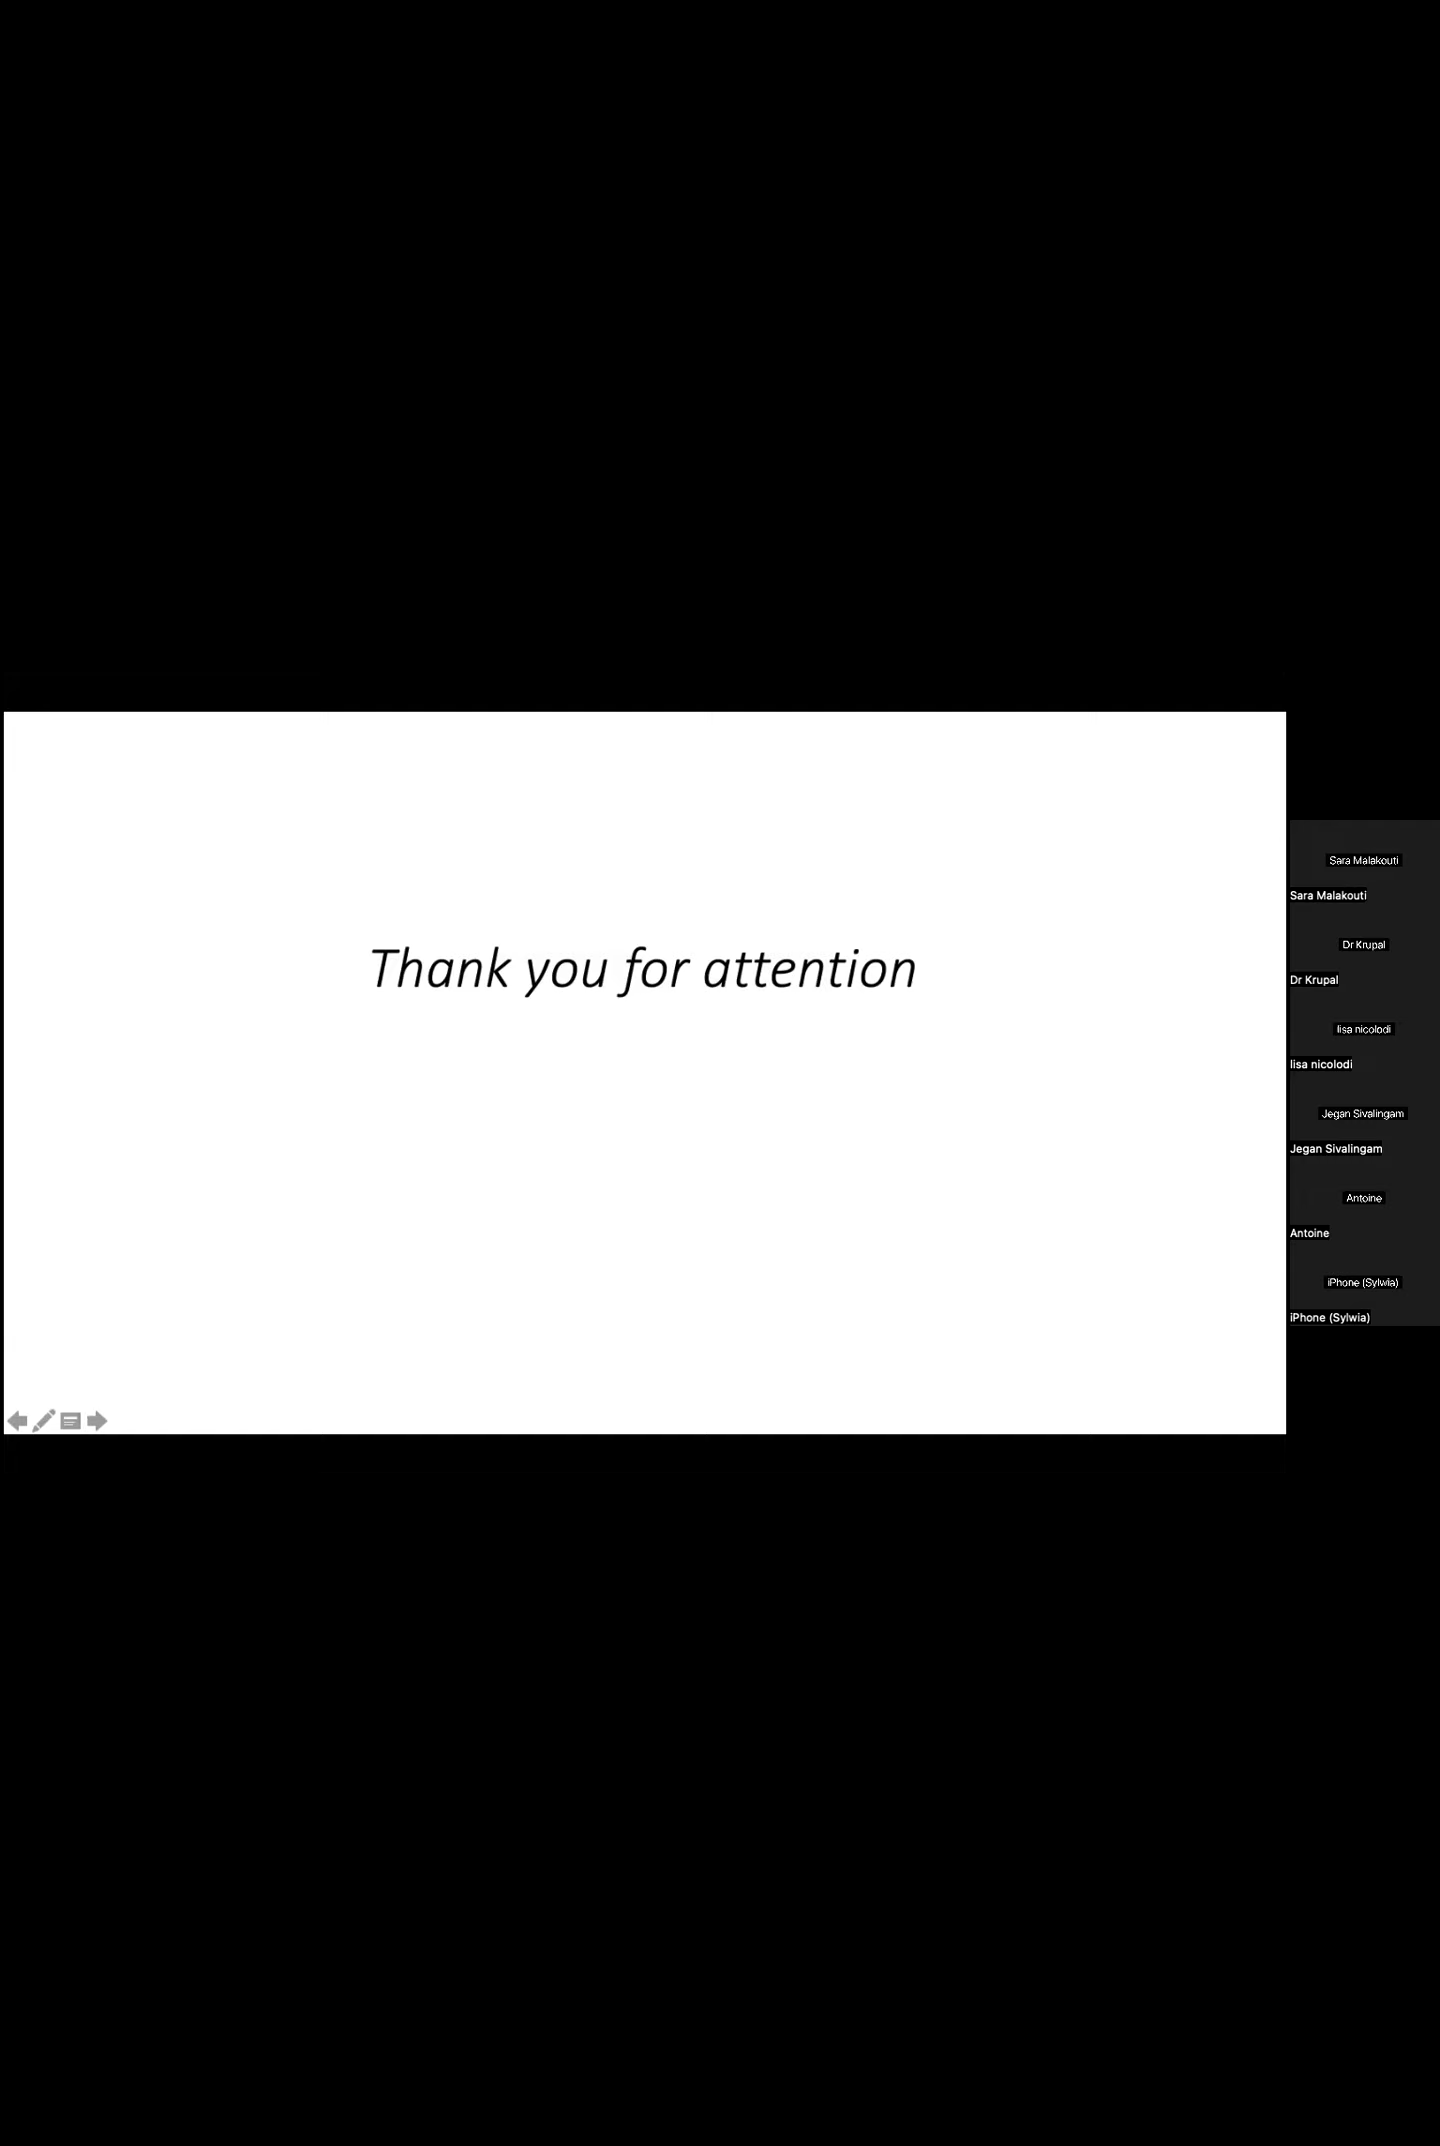 Thank you for attention
Sara Malakouti
Sara Malakouti
Dr Krupal
Dr Krupal
lisa nicolodi
lisa nicolodi
Jegan Sivalingam
Jegan Sivalingam
Antoine
Antoine
iPhone (Sylwia)
iPhone (Sylwia)